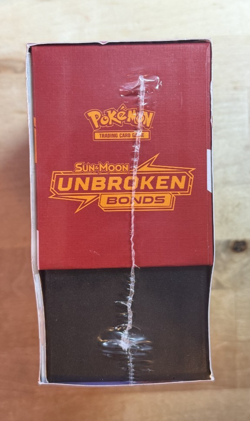 Pokémon
TRADING CARD GAME
SUN & MOON
UNBROKEN
BONDS